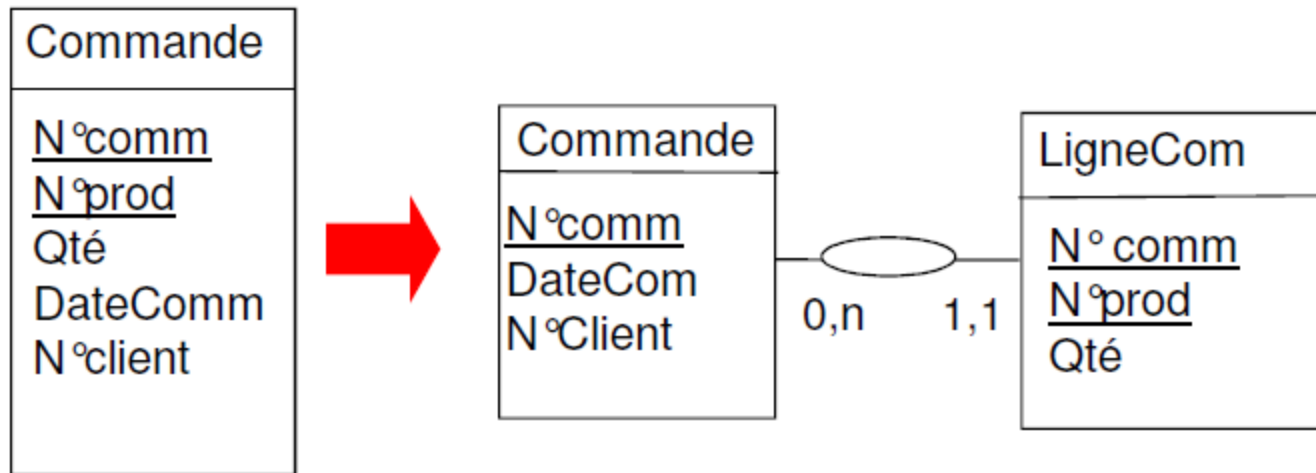 Commande
N°comm
N°prod
Qté
DateComm
N°client
Commande
N°comm
DateCom
N°Client
0,n
1,1
LigneCom
N° comm
N°prod
Qté